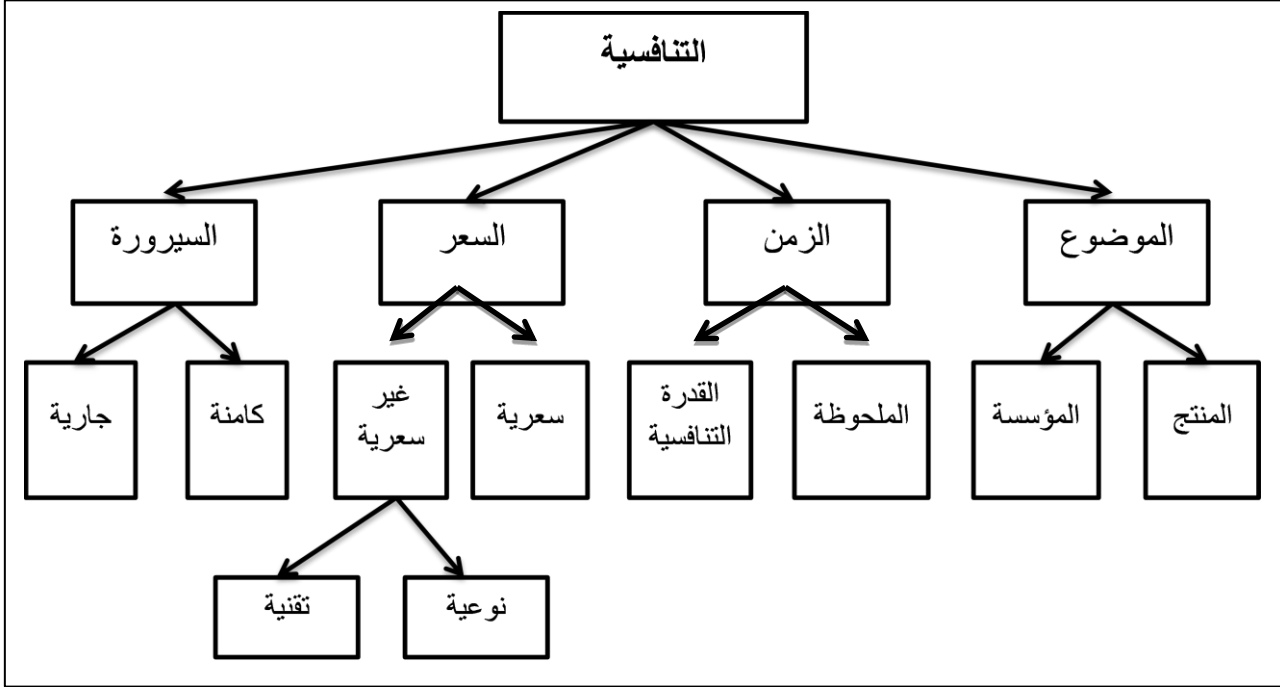 التنافسية
الموضوع
الزمن
السعر
السيرورة
المنتج
المؤسسة
الملحوظة
القدرة
التنافسية
سعرية
غير
سعرية
كامنة
جارية
نوعية
تقنية